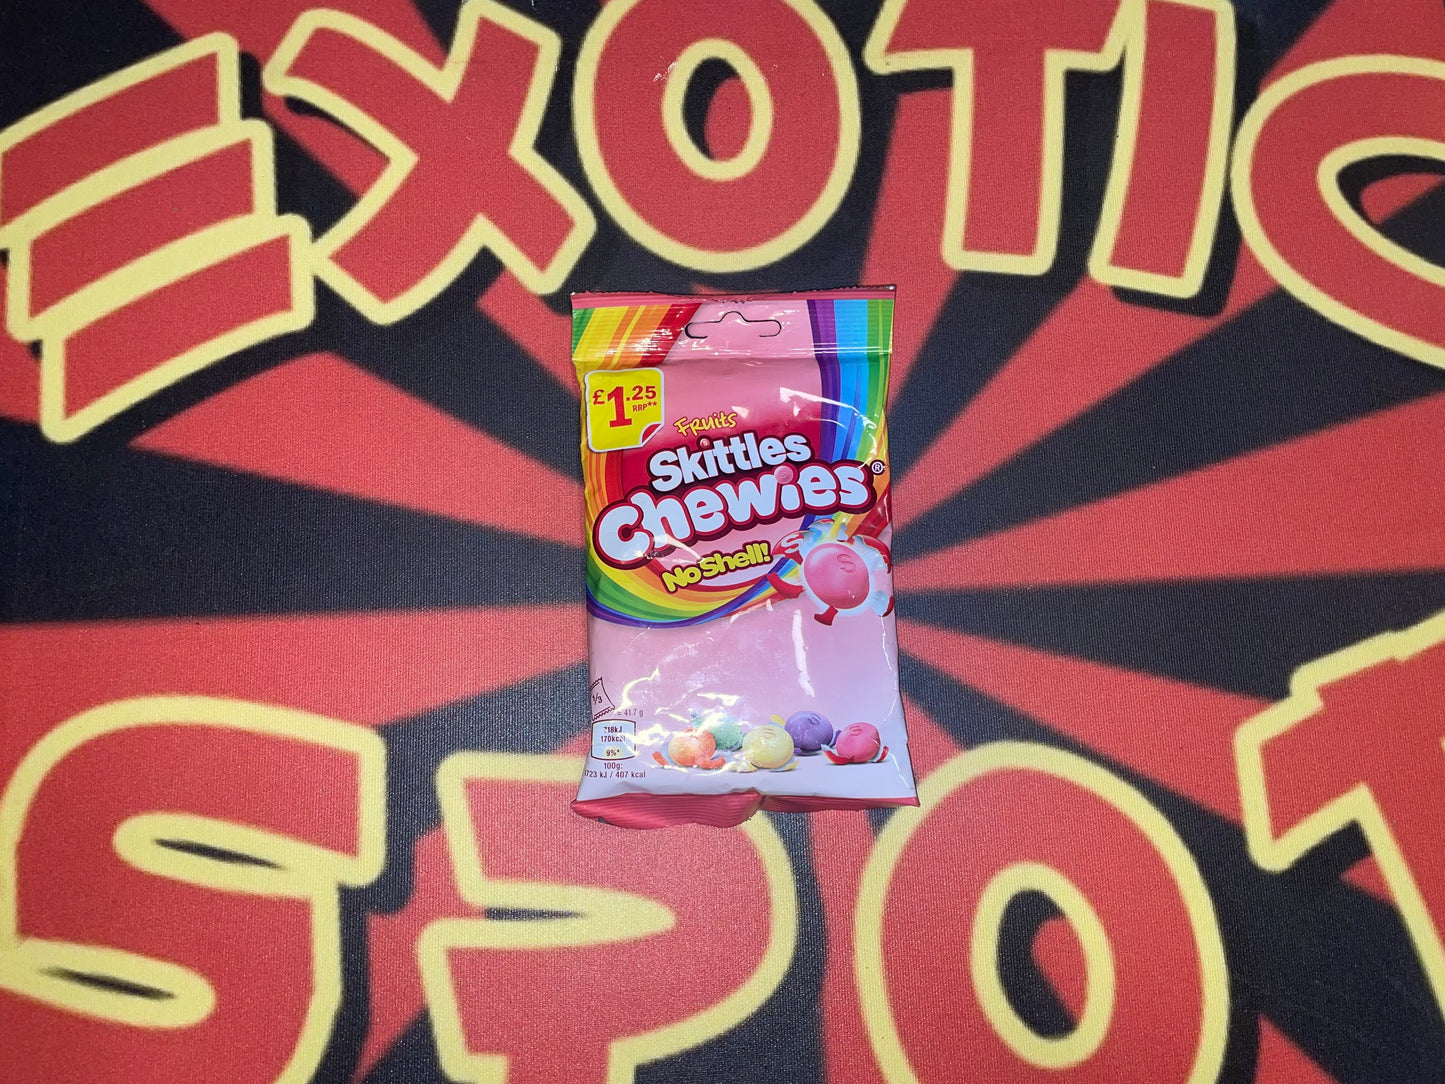 EXOTIC
£1.25
RRP**
Fruits
Skittles
Chewies®
No Shell!
S
S
1/3
= 41.7 g
718kJ
170kcal
9%*
100g:
1723 kJ / 407 kcal
SPOT